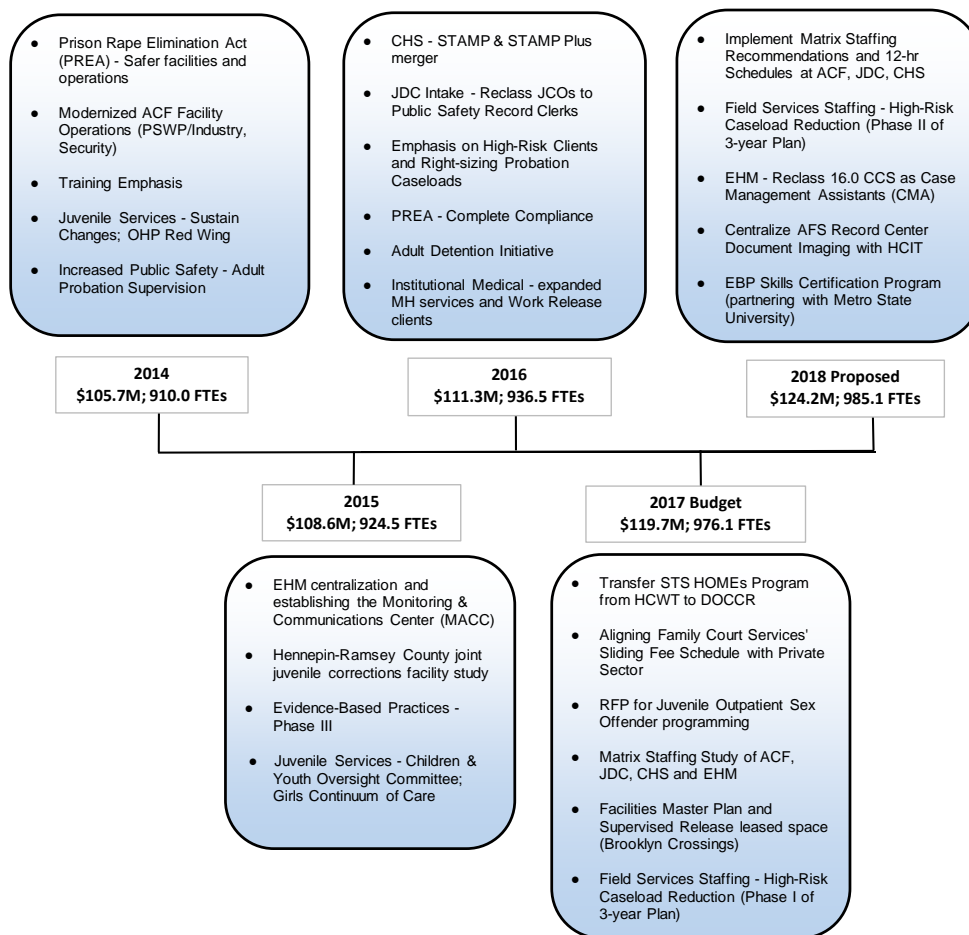 ● Prison Rape Elimination Act
(PREA) - Safer facilities and
operations
● Modernized ACF Facility
Operations (PSWP/Industry,
Security)
● Training Emphasis
● Juvenile Services - Sustain
Changes; OHP Red Wing
● Increased Public Safety - Adult
Probation Supervision
● CHS - STAMP & STAMP Plus
merger
● JDC Intake - Reclass JCOs to
Public Safety Record Clerks
● Emphasis on High-Risk Clients
and Right-sizing Probation
Caseloads
● PREA - Complete Compliance
● Adult Detention Initiative
● Institutional Medical - expanded
MH services and Work Release
clients
● Implement Matrix Staffing
Recommendations and 12-hr
Schedules at ACF, JDC, CHS
● Field Services Staffing - High-Risk
Caseload Reduction (Phase II of
3-year Plan)
● EHM - Reclass 16.0 CCS as Case
Management Assistants (CMA)
● Centralize AFS Record Center
Document Imaging with HCIT
● EBP Skills Certification Program
(partnering with Metro State
University)
2014
$105.7M; 910.0 FTEs
2016
$111.3M; 936.5 FTEs
2018 Proposed
$124.2M; 985.1 FTEs
2015
$108.6M; 924.5 FTEs
2017 Budget
$119.7M; 976.1 FTEs
● EHM centralization and
establishing the Monitoring &
Communications Center (MACC)
● Hennepin-Ramsey County joint
juvenile corrections facility study
● Evidence-Based Practices -
Phase III
● Juvenile Services - Children &
Youth Oversight Committee;
Girls Continuum of Care
● Transfer STS HOMEs Program
from HCWT to DOCCR
● Aligning Family Court Services'
Sliding Fee Schedule with Private
Sector
● RFP for Juvenile Outpatient Sex
Offender programming
● Matrix Staffing Study of ACF,
JDC, CHS and EHM
● Facilities Master Plan and
Supervised Release leased space
(Brooklyn Crossings)
● Field Services Staffing - High-Risk
Caseload Reduction (Phase I of
3-year Plan)